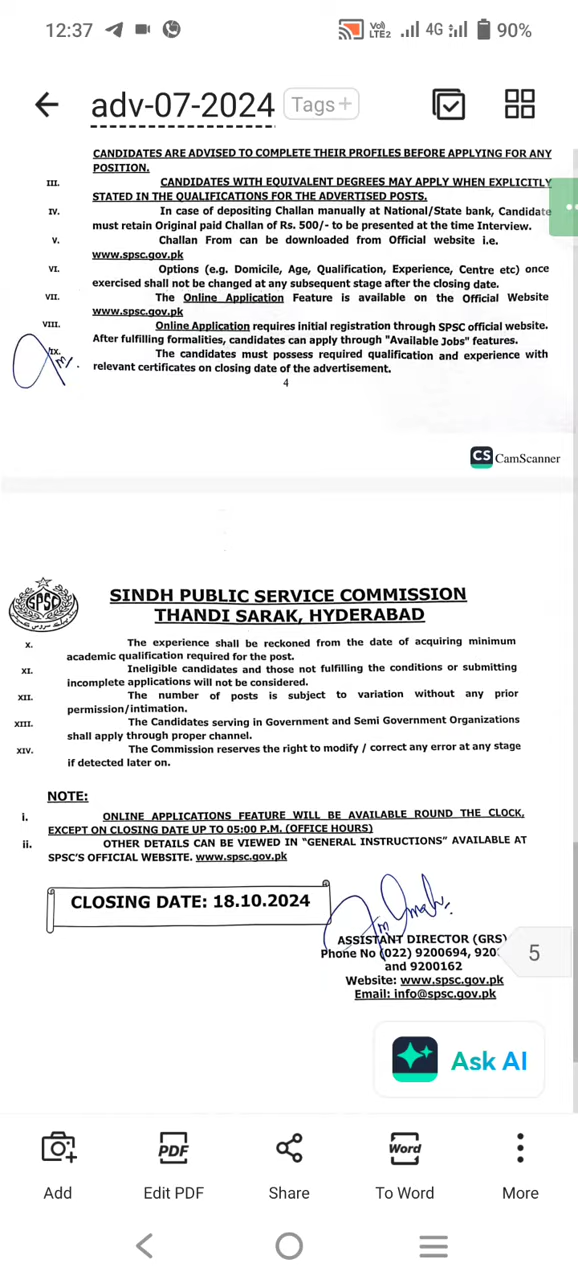 12:37 Vo) LTE2 4G 90%
adv-07-2024 Tags+
CANDIDATES ARE ADVISED TO COMPLETE THEIR PROFILES BEFORE APPLYING FOR ANY
POSITION.
III. CANDIDATES WITH EQUIVALENT DEGREES MAY APPLY WHEN EXPLICITLY
STATED IN THE QUALIFICATIONS FOR THE ADVERTISED POSTS.
IV. In case of depositing Challan manually at National/State bank, Candidate
must retain Original paid Challan of Rs. 500/- to be presented at the time Interview.
V. Challan From can be downloaded from Official website i.e.
www.spsc.gov.pk
VI. Options (e.g. Domicile, Age, Qualification, Experience, Centre etc) once
exercised shall not be changed at any subsequent stage after the closing date.
VII. The Online Application Feature is available on the Official Website
www.spsc.gov.pk
VIII. Online Application requires initial registration through SPSC official website.
After fulfilling formalities, candidates can apply through "Available Jobs" features.
IX. The candidates must possess required qualification and experience with
relevant certificates on closing date of the advertisement.
4
CS CamScanner
SPSC
SINDH PUBLIC SERVICE COMMISSION
THANDI SARAK, HYDERABAD
X. The experience shall be reckoned from the date of acquiring minimum
academic qualification required for the post.
XI. Ineligible candidates and those not fulfilling the conditions or submitting
incomplete applications will not be considered.
XII. The number of posts is subject to variation without any prior
permission/intimation.
XIII. The Candidates serving in Government and Semi Government Organizations
shall apply through proper channel.
XIV. The Commission reserves the right to modify / correct any error at any stage
if detected later on.
NOTE:
i. ONLINE APPLICATIONS FEATURE WILL BE AVAILABLE ROUND THE CLOCK,
EXCEPT ON CLOSING DATE UP TO 05:00 P.M. (OFFICE HOURS)
ii. OTHER DETAILS CAN BE VIEWED IN "GENERAL INSTRUCTIONS" AVAILABLE AT
SPSC'S OFFICIAL WEBSITE. www.spsc.gov.pk
CLOSING DATE: 18.10.2024
ASSISTANT DIRECTOR (GRS)
Phone No (022) 9200694, 920
and 9200162
Website: www.spsc.gov.pk
Email: info@spsc.gov.pk
5
Ask AI
Add Edit PDF Share To Word More